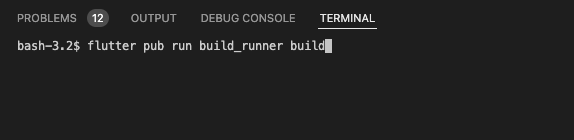 PROBLEMS 12 OUTPUT DEBUG CONSOLE TERMINAL
bash-3.2$ flutter pub run build_runner build